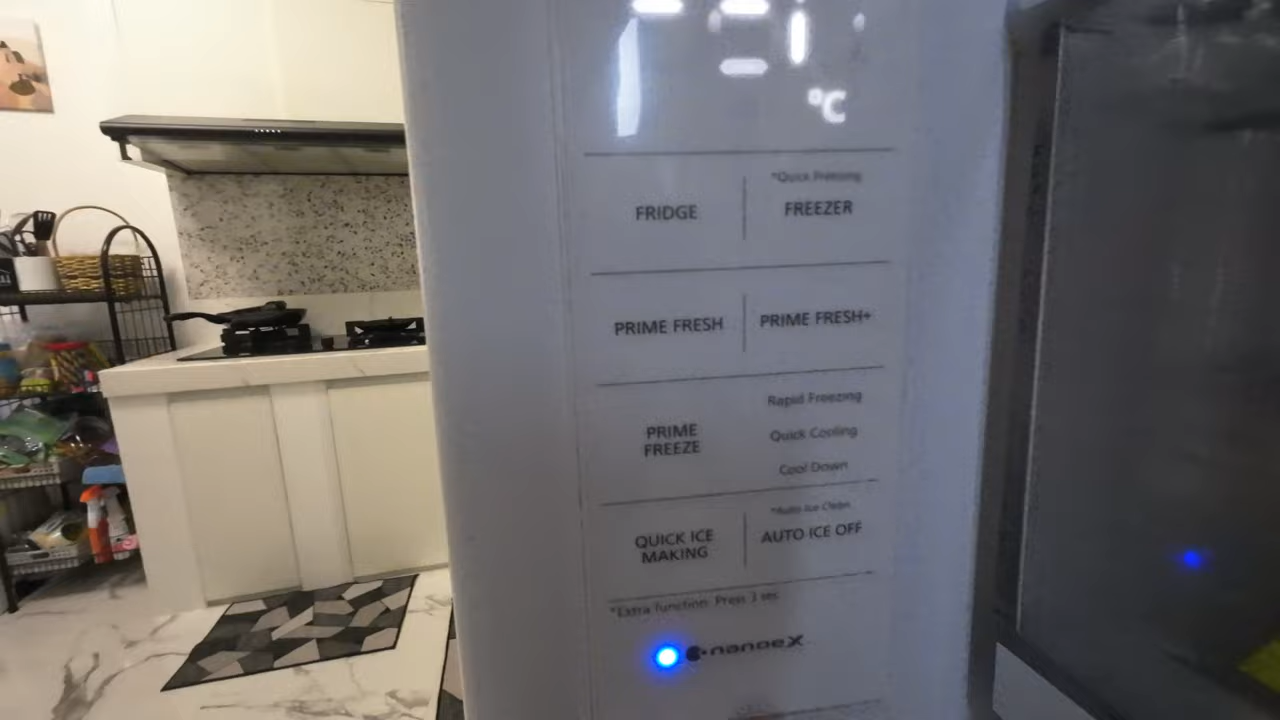 °C
*Quick Freezing
FRIDGE
FREEZER
PRIME FRESH
PRIME FRESH+
PRIME
FREEZE
Rapid Freezing
Quick Cooling
Cool Down
QUICK ICE
MAKING
*Auto Ice Clean
AUTO ICE OFF
*Extra function: Press 3 sec
nanoeX